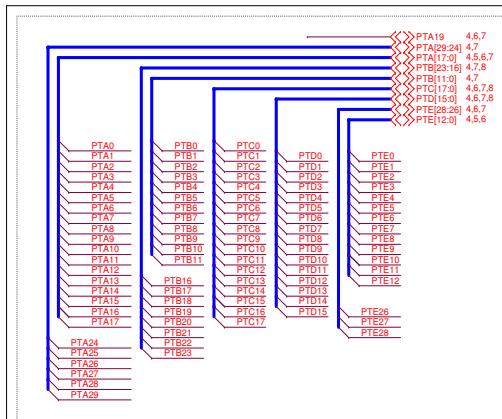 PTA19 4,6,7
PTA[29:24] 4,7
PTA[17:0] 4,5,6,7
PTB[23:16] 4,7,8
PTB[11:0] 4,7
PTC[17:0] 4,6,7,8
PTD[15:0] 4,6,7,8
PTE[28:26] 4,6,7
PTE[12:0] 4,5,6
PTA0
PTA1
PTA2
PTA3
PTA4
PTA5
PTA6
PTA7
PTA8
PTA9
PTA10
PTA11
PTA12
PTA13
PTA14
PTA15
PTA16
PTA17
PTA24
PTA25
PTA26
PTA27
PTA28
PTA29
PTB0
PTB1
PTB2
PTB3
PTB4
PTB5
PTB6
PTB7
PTB8
PTB9
PTB10
PTB11
PTB16
PTB17
PTB18
PTB19
PTB20
PTB21
PTB22
PTB23
PTC0
PTC1
PTC2
PTC3
PTC4
PTC5
PTC6
PTC7
PTC8
PTC9
PTC10
PTC11
PTC12
PTC13
PTC14
PTC15
PTC16
PTC17
PTD0
PTD1
PTD2
PTD3
PTD4
PTD5
PTD6
PTD7
PTD8
PTD9
PTD10
PTD11
PTD12
PTD13
PTD14
PTD15
PTE0
PTE1
PTE2
PTE3
PTE4
PTE5
PTE6
PTE7
PTE8
PTE9
PTE10
PTE11
PTE12
PTE26
PTE27
PTE28